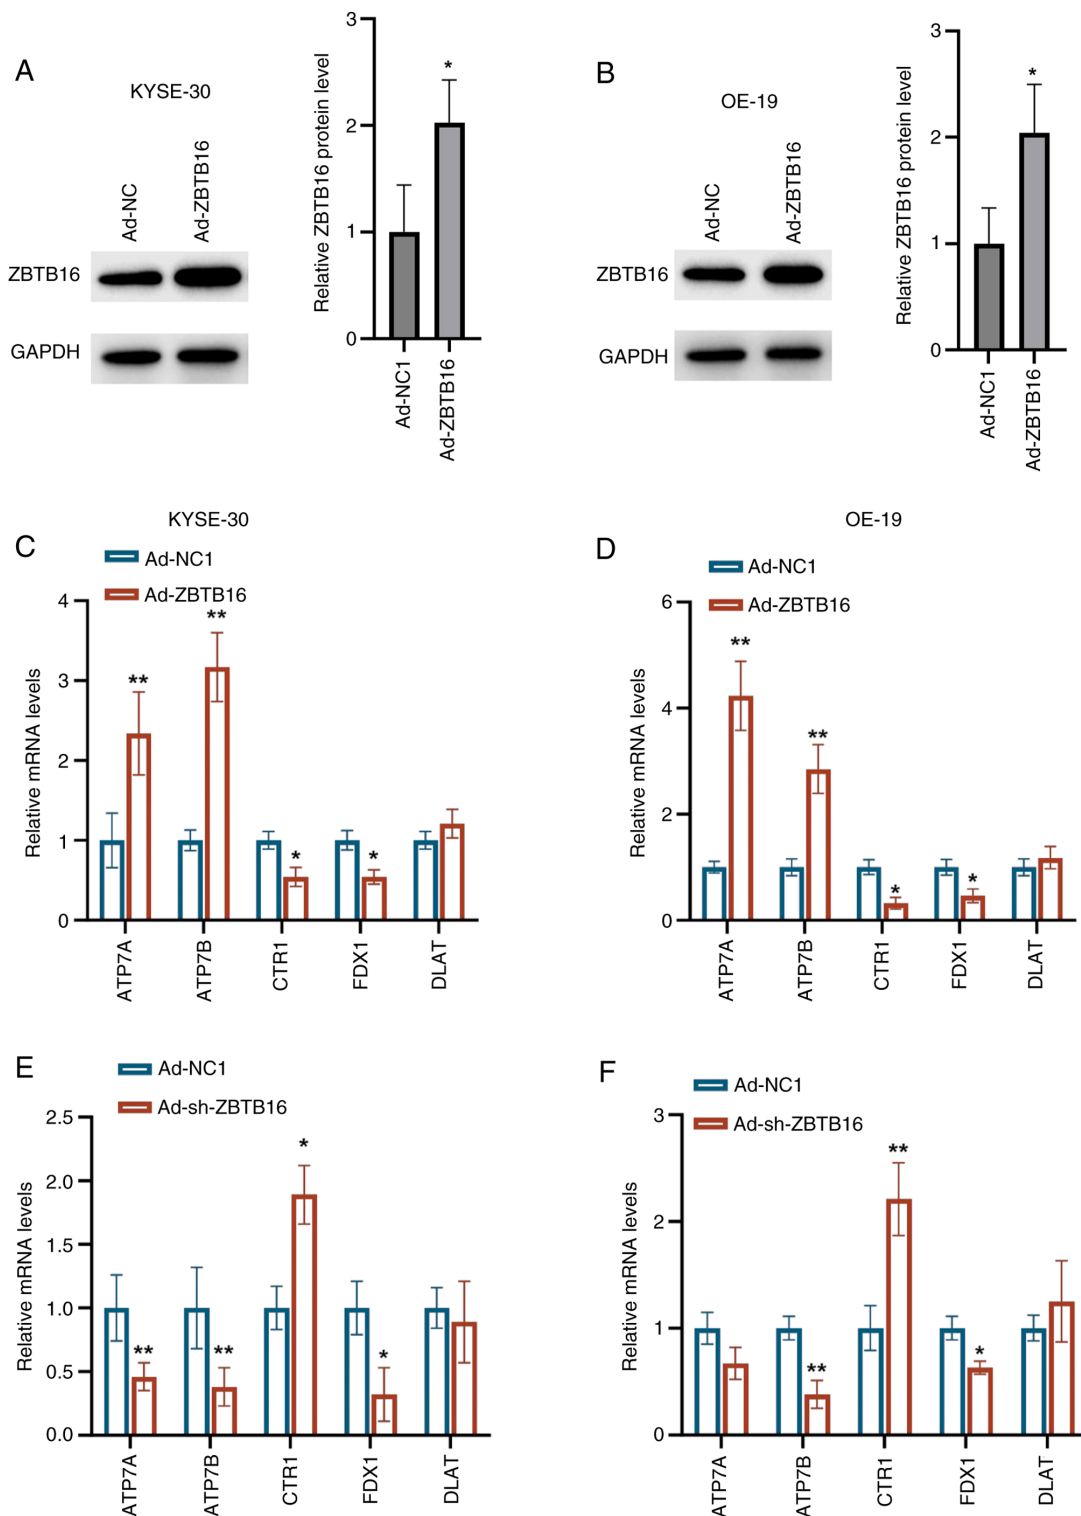 A
KYSE-30
Ad-NC
Ad-ZBTB16
ZBTB16
GAPDH
Relative ZBTB16 protein level
3
2
1
0
*
Ad-NC1
Ad-ZBTB16
B
OE-19
Ad-NC
Ad-ZBTB16
ZBTB16
GAPDH
Relative ZBTB16 protein level
3
2
1
0
*
Ad-NC1
Ad-ZBTB16
C
KYSE-30
Ad-NC1
Ad-ZBTB16
Relative mRNA levels
4
3
2
1
0
**
**
*
*
ATP7A
ATP7B
CTR1
FDX1
DLAT
D
OE-19
Ad-NC1
Ad-ZBTB16
Relative mRNA levels
6
4
2
0
**
**
*
*
ATP7A
ATP7B
CTR1
FDX1
DLAT
E
Ad-NC1
Ad-sh-ZBTB16
Relative mRNA levels
2.5
2.0
1.5
1.0
0.5
0.0
**
**
*
*
ATP7A
ATP7B
CTR1
FDX1
DLAT
F
Ad-NC1
Ad-sh-ZBTB16
Relative mRNA levels
3
2
1
0
**
**
*
ATP7A
ATP7B
CTR1
FDX1
DLAT